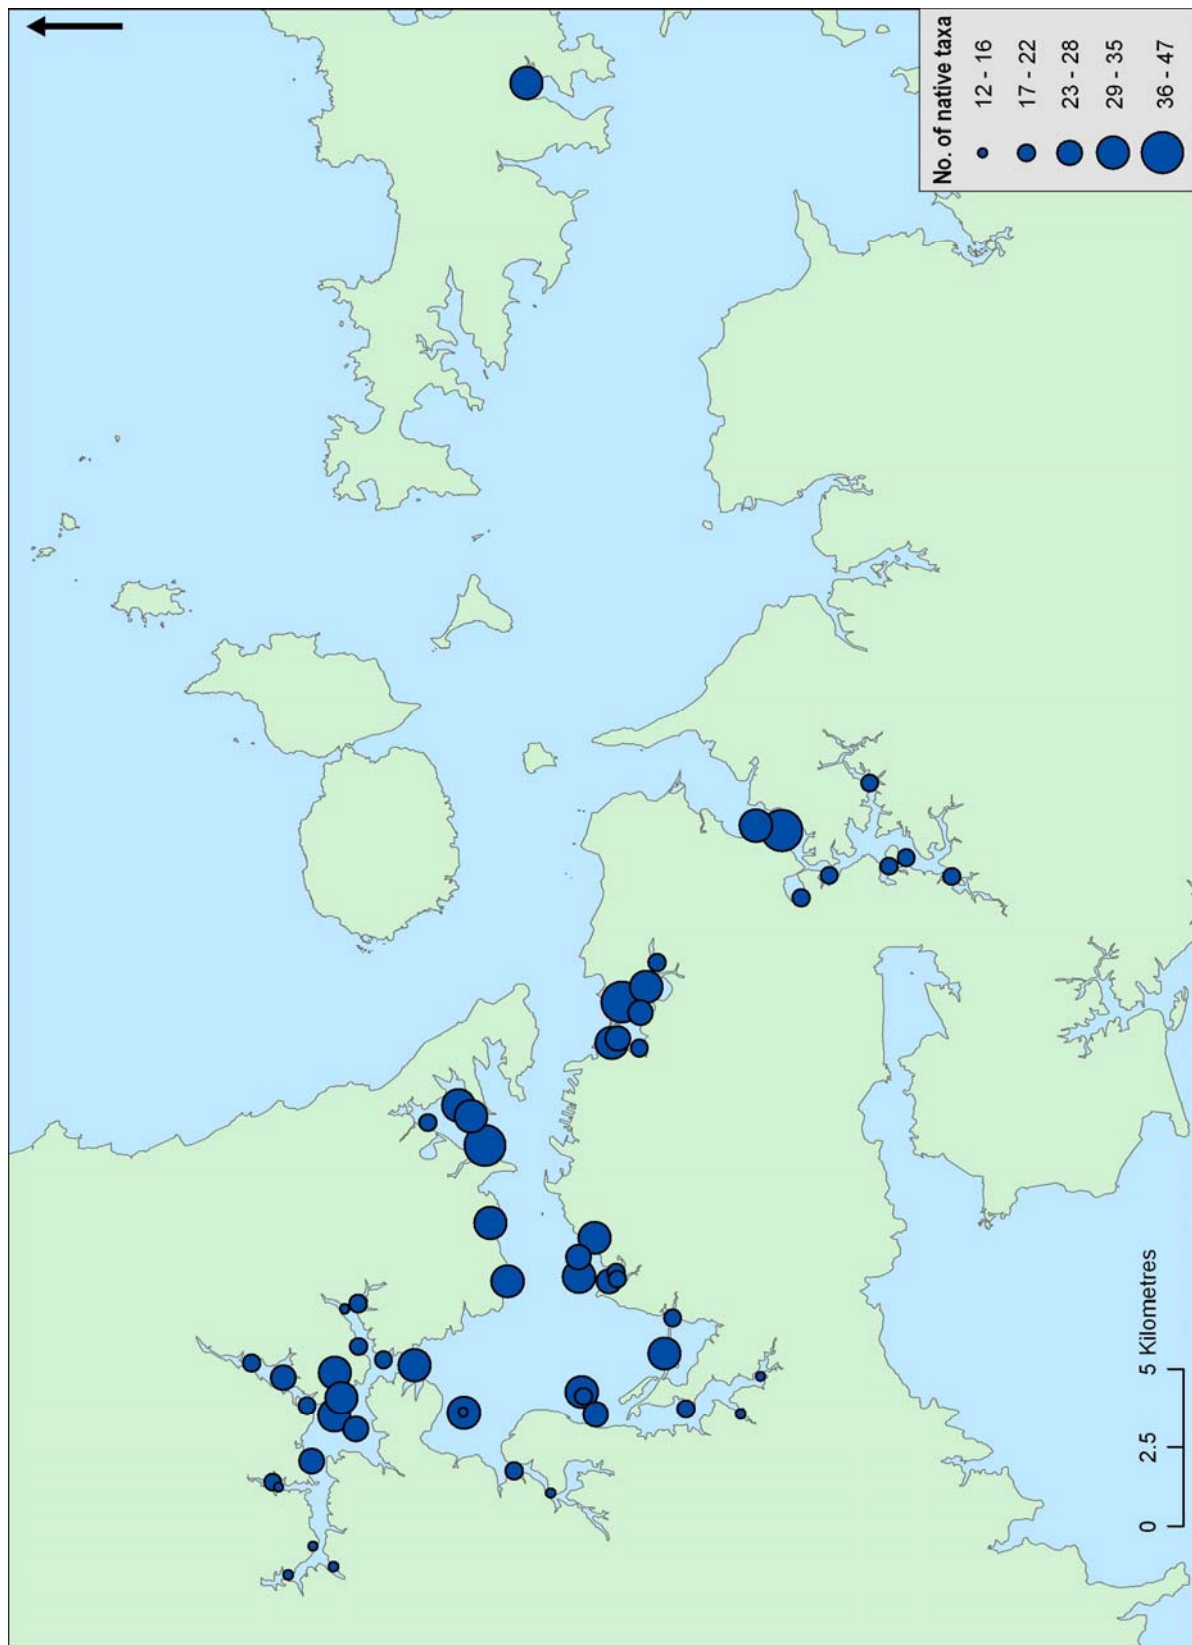 No. of native taxa
12 - 16
17 - 22
23 - 28
29 - 35
36 - 47
0 2.5 5 Kilometres